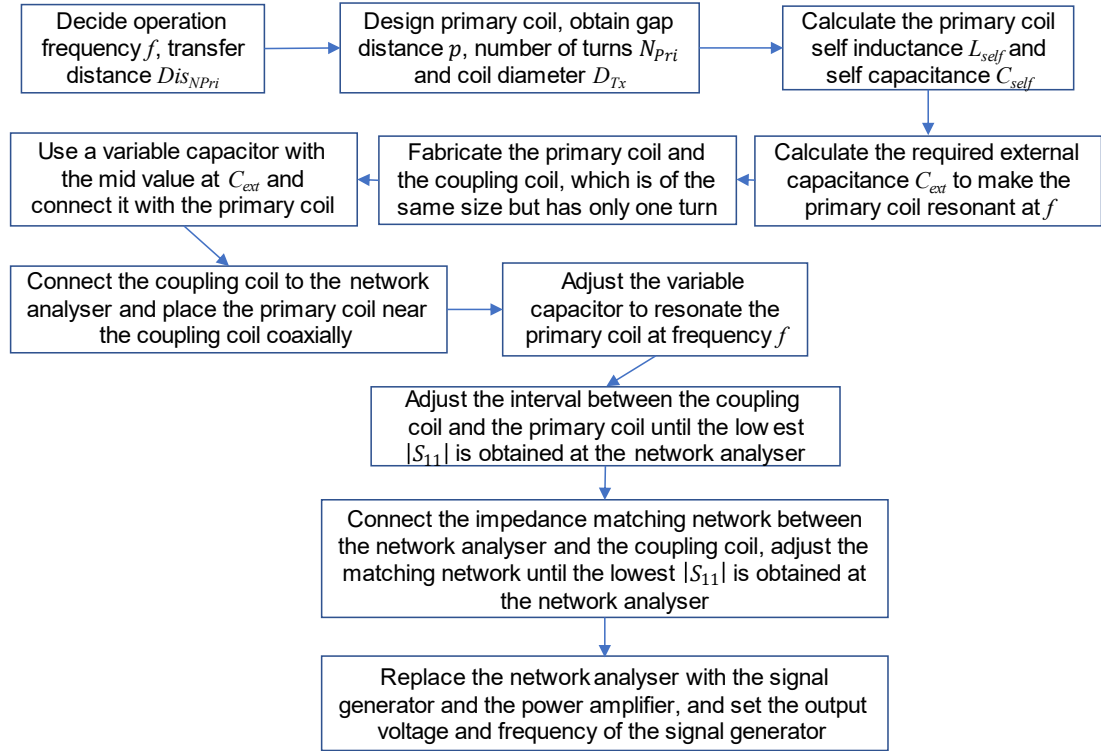 Decide operation
frequency f, transfer
distance Dis_NPri
Design primary coil, obtain gap
distance p, number of turns N_Pri
and coil diameter D_Tx
Calculate the primary coil
self inductance L_self and
self capacitance C_self
Calculate the required external
capacitance C_ext to make the
primary coil resonant at f
Fabricate the primary coil and
the coupling coil, which is of the
same size but has only one turn
Use a variable capacitor with
the mid value at C_ext and
connect it with the primary coil
Connect the coupling coil to the network
analyser and place the primary coil near
the coupling coil coaxially
Adjust the variable
capacitor to resonate the
primary coil at frequency f
Adjust the interval between the coupling
coil and the primary coil until the lowest
|S_11| is obtained at the network analyser
Connect the impedance matching network between
the network analyser and the coupling coil, adjust the
matching network until the lowest |S_11| is obtained at
the network analyser
Replace the network analyser with the signal
generator and the power amplifier, and set the output
voltage and frequency of the signal generator